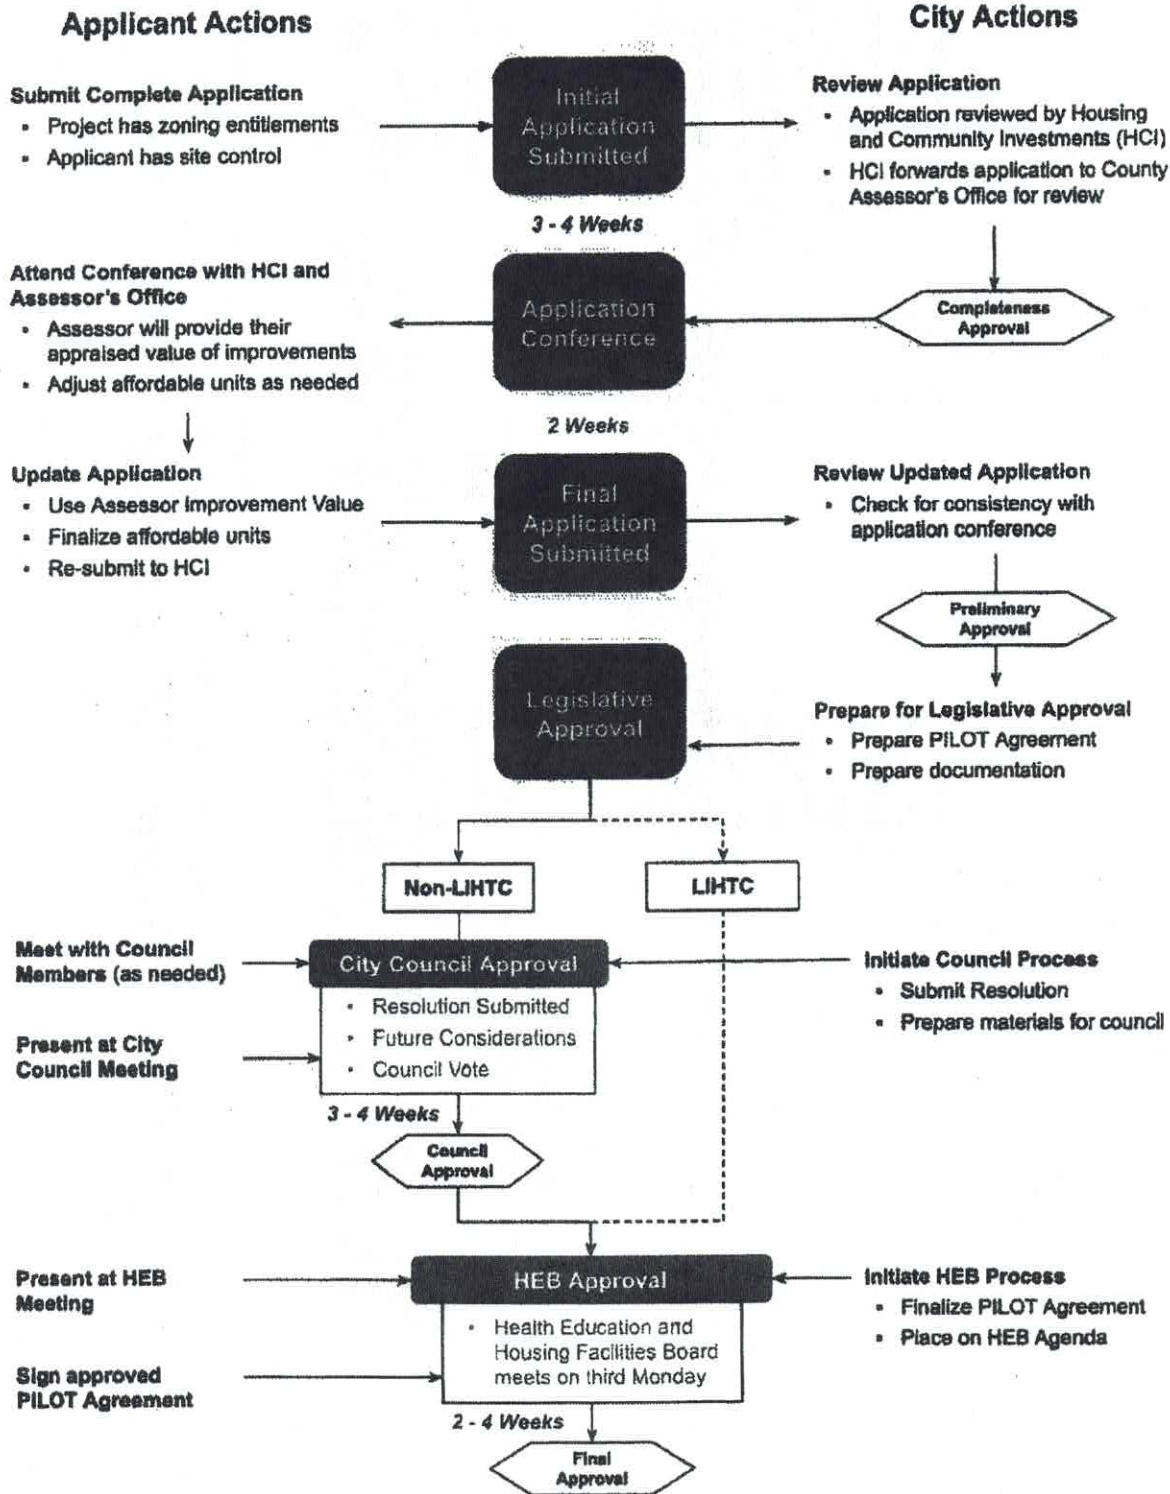 Applicant Actions
City Actions
Submit Complete Application
• Project has zoning entitlements
• Applicant has site control
Initial
Application
Submitted
Review Application
• Application reviewed by Housing
and Community Investments (HCI)
• HCI forwards application to County
Assessor's Office for review
3 - 4 Weeks
Attend Conference with HCI and
Assessor's Office
• Assessor will provide their
appraised value of improvements
• Adjust affordable units as needed
Application
Conference
Completeness
Approval
2 Weeks
Update Application
• Use Assessor Improvement Value
• Finalize affordable units
• Re-submit to HCI
Final
Application
Submitted
Review Updated Application
• Check for consistency with
application conference
Preliminary
Approval
Legislative
Approval
Prepare for Legislative Approval
• Prepare PILOT Agreement
• Prepare documentation
Non-LIHTC
LIHTC
Meet with Council
Members (as needed)
City Council Approval
Initiate Council Process
• Submit Resolution
• Prepare materials for council
• Resolution Submitted
• Future Considerations
• Council Vote
Present at City
Council Meeting
3 - 4 Weeks
Council
Approval
Present at HEB
Meeting
HEB Approval
Initiate HEB Process
• Finalize PILOT Agreement
• Place on HEB Agenda
• Health Education and
Housing Facilities Board
meets on third Monday
Sign approved
PILOT Agreement
2 - 4 Weeks
Final
Approval